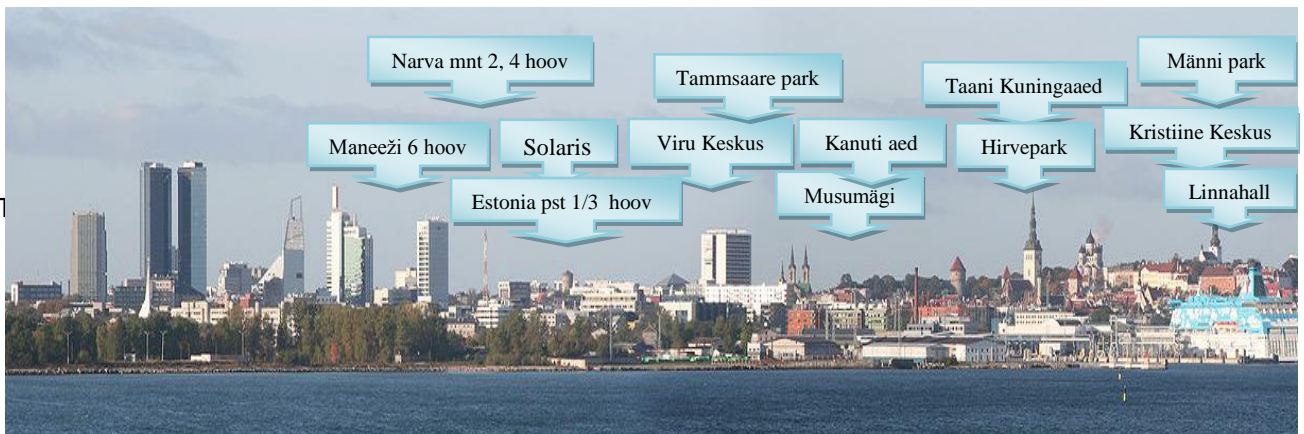 Narva mnt 2, 4 hoov
Tammsaare park
Taani Kuningaaed
Männi park
Maneeži 6 hoov
Solaris
Viru Keskus
Kanuti aed
Hirvepark
Kristiine Keskus
Estonia pst 1/3 hoov
Musumägi
Linnahall
T